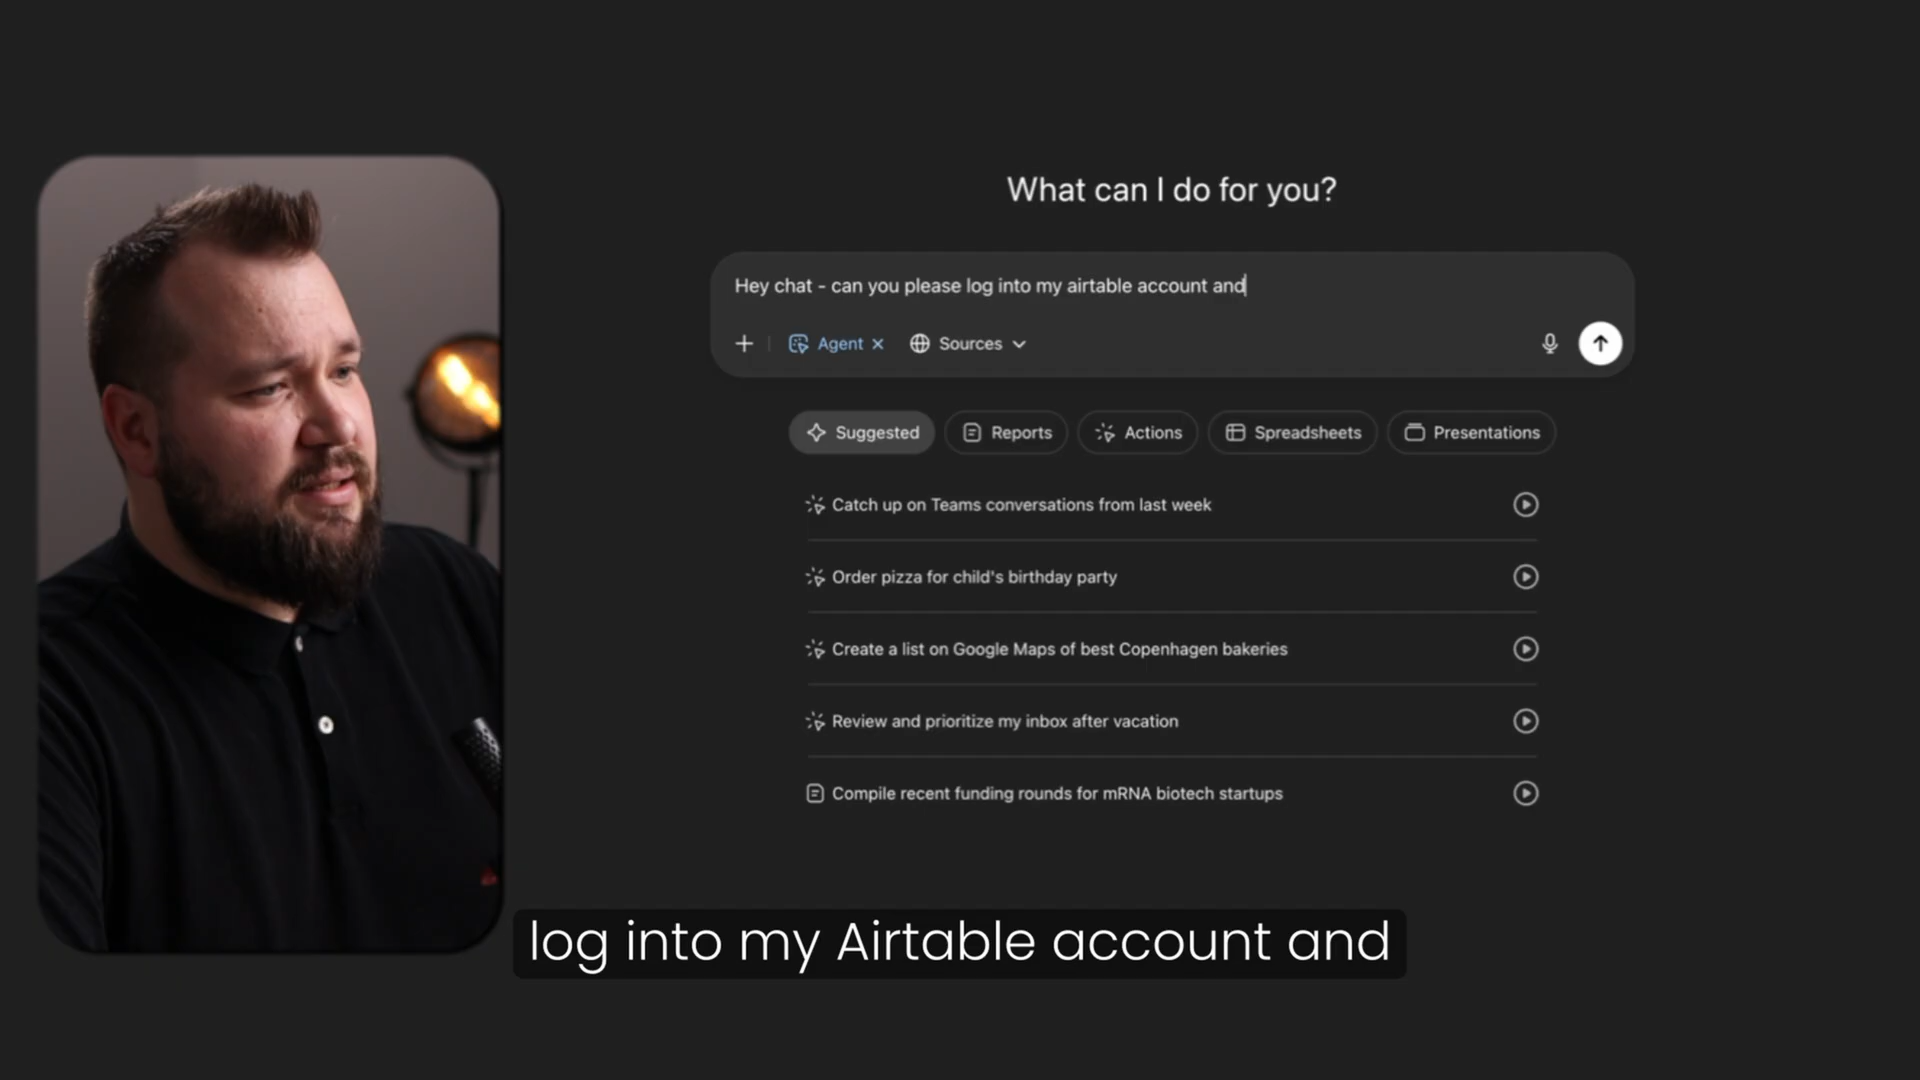 What can I do for you?
Hey chat - can you please log into my airtable account and
Agent
Sources
Suggested
Reports
Actions
Spreadsheets
Presentations
Catch up on Teams conversations from last week
Order pizza for child's birthday party
Create a list on Google Maps of best Copenhagen bakeries
Review and prioritize my inbox after vacation
Compile recent funding rounds for mRNA biotech startups
log into my Airtable account and